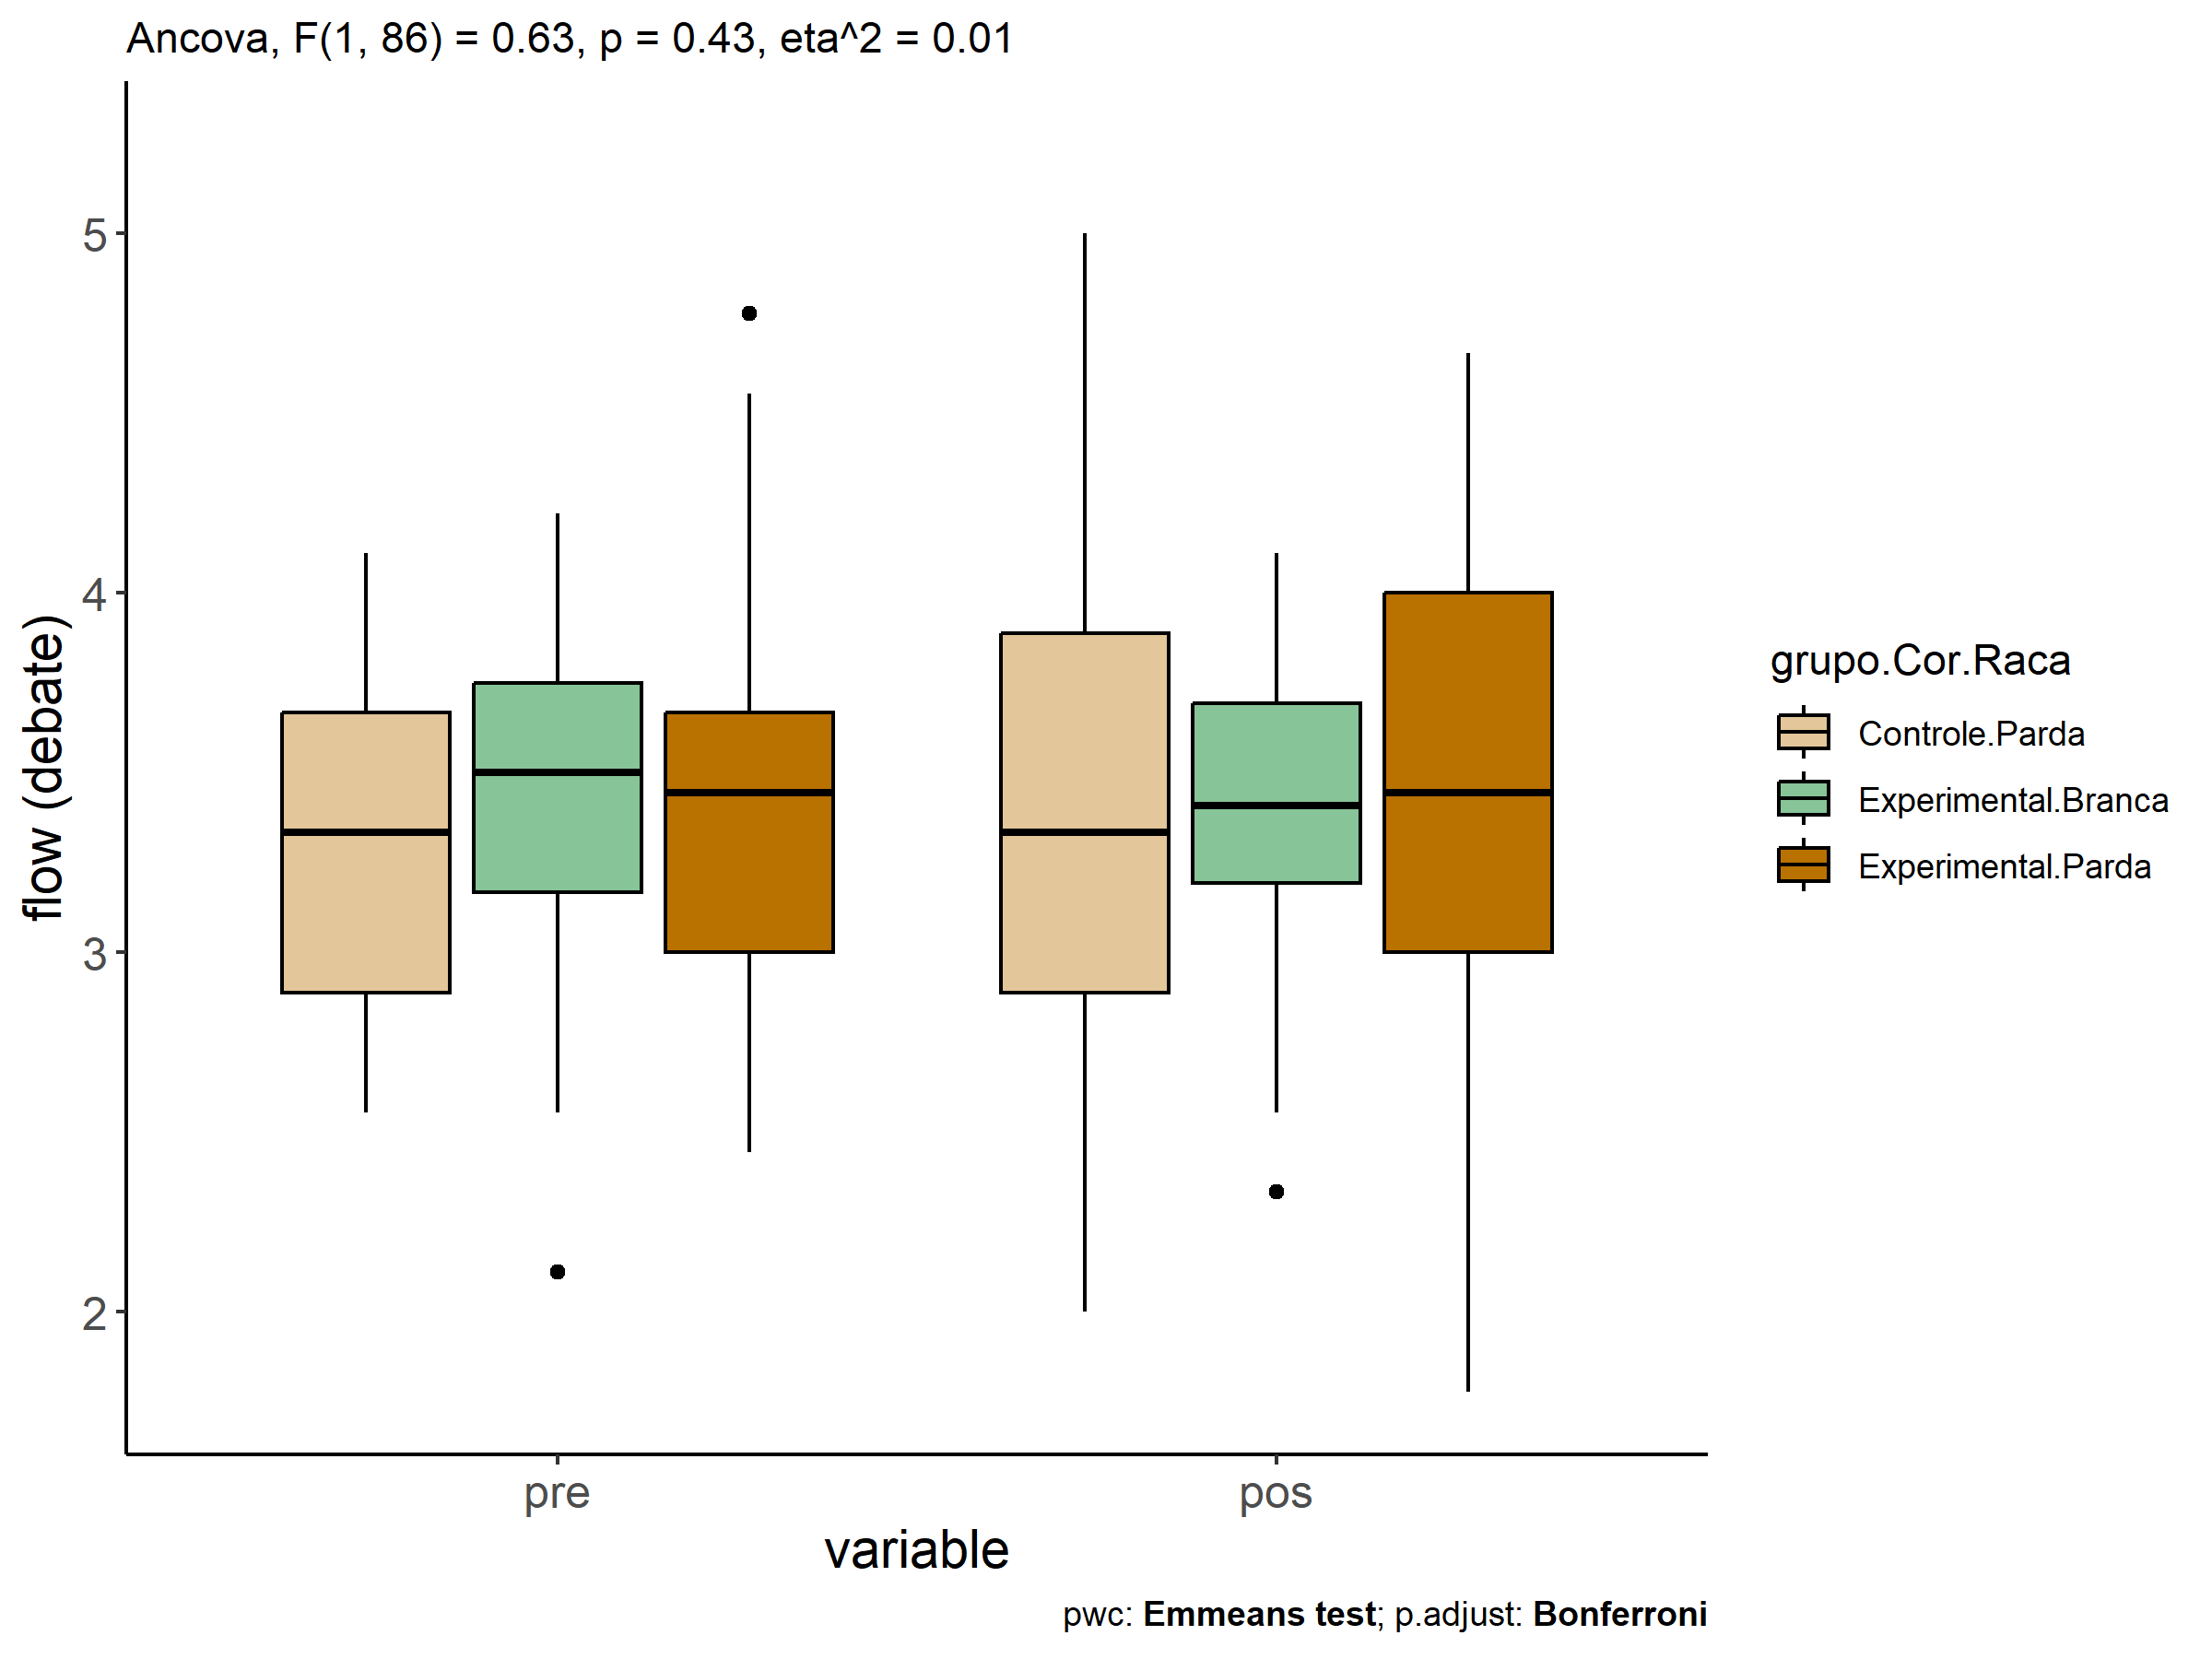 Ancova, F(1, 86) = 0.63, p = 0.43, eta^2 = 0.01
flow (debate)
5
4
3
2
pre
pos
variable
grupo.Cor.Raca
Controle.Parda
Experimental.Branca
Experimental.Parda
pwc: Emmeans test; p.adjust: Bonferroni